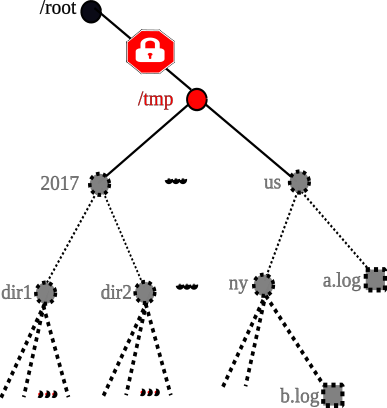 /root
/tmp
2017
us
dir1
dir2
ny
a.log
b.log